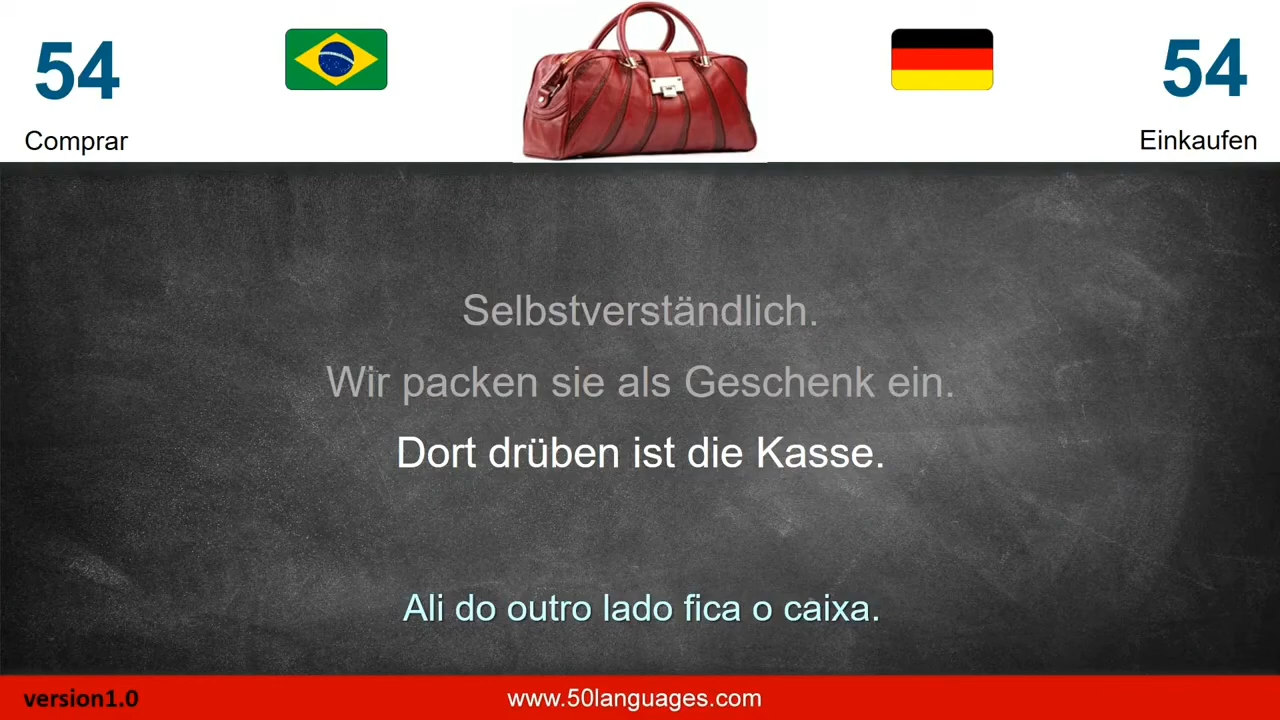 54
54
Comprar
Einkaufen
Selbstverständlich.
Wir packen sie als Geschenk ein.
Dort drüben ist die Kasse.
Ali do outro lado fica o caixa.
version1.0
www.50languages.com